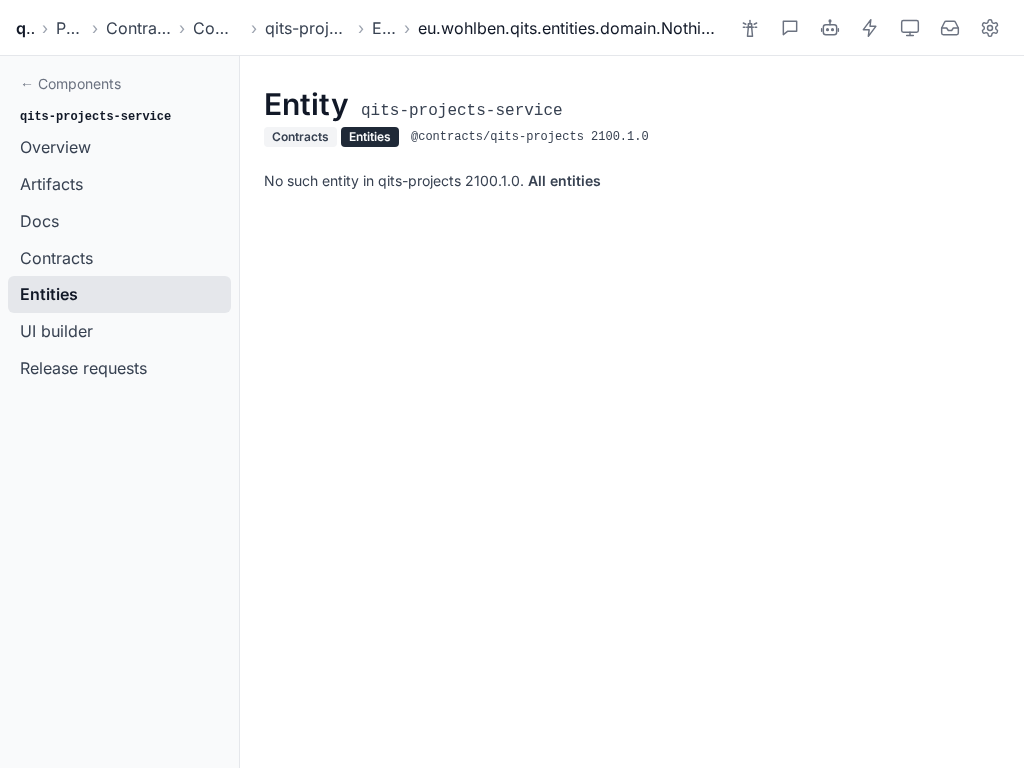 q.. › P... › Contra... › Co... › qits-proj... › E... › eu.wohlben.qits.entities.domain.Nothi...
← Components
qits-projects-service
Overview
Artifacts
Docs
Contracts
Entities
UI builder
Release requests
Entity qits-projects-service
Contracts Entities @contracts/qits-projects 2100.1.0
No such entity in qits-projects 2100.1.0. All entities